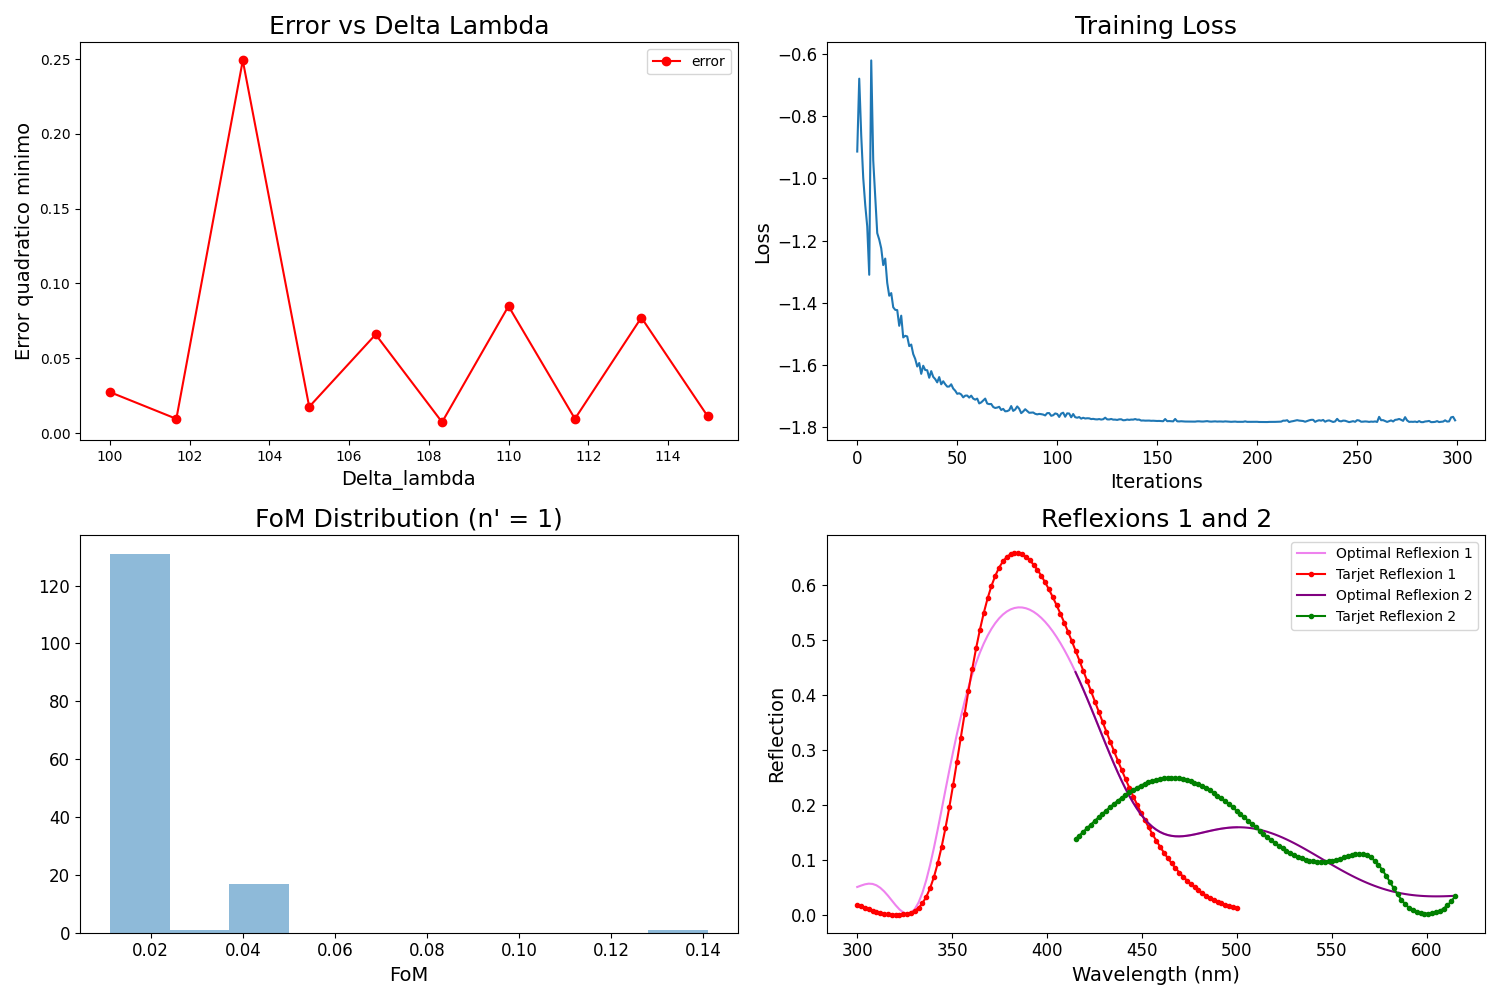 Error vs Delta Lambda
error
Error quadratico minimo
0.25
0.20
0.15
0.10
0.05
0.00
100 102 104 106 108 110 112 114
Delta_lambda
Training Loss
Loss
−0.6
−0.8
−1.0
−1.2
−1.4
−1.6
−1.8
0 50 100 150 200 250 300
Iterations
FoM Distribution (n' = 1)
120
100
80
60
40
20
0
0.02 0.04 0.06 0.08 0.10 0.12 0.14
FoM
Reflexions 1 and 2
Optimal Reflexion 1
Tarjet Reflexion 1
Optimal Reflexion 2
Tarjet Reflexion 2
Reflection
0.6
0.5
0.4
0.3
0.2
0.1
0.0
300 350 400 450 500 550 600
Wavelength (nm)